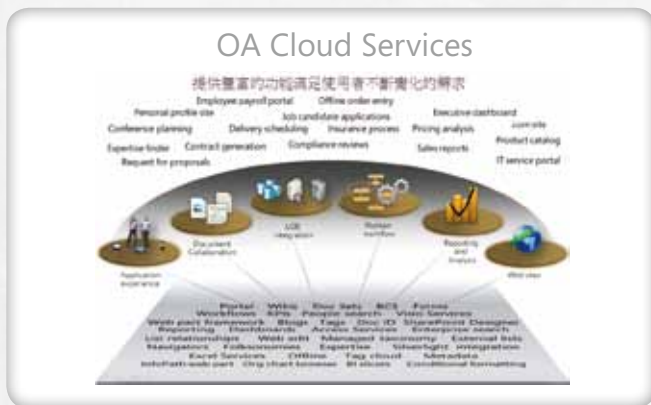 OA Cloud Services
提供豐富的功能滿足使用者不斷變化的需求
Employee payroll portal Offline order entry
Personal profile site Job candidate applications Executive dashboard
.com site
Conference planning Delivery scheduling Insurance process Pricing analysis
Product catalog
Expertise finder Contract generation Compliance reviews Sales reports
IT service portal
Request for proposals
Document Collaboration
LOB Integration
Human Workflow
Reporting and Analysis
Application experience
Web site
Portal Wikis Doc Sets BCS Forms
Workflows KPIs People search Visio Services
Web part framework Blogs Tags Doc ID SharePoint Designer
Reporting Dashboards Access Services Enterprise search
List relationships Web edit Managed taxonomy External lists
Navigators Folksonomies Expertise Silverlight integration
Excel Services Offline Tag cloud Metadata
InfoPath web part Org chart browser BI slices Conditional formatting